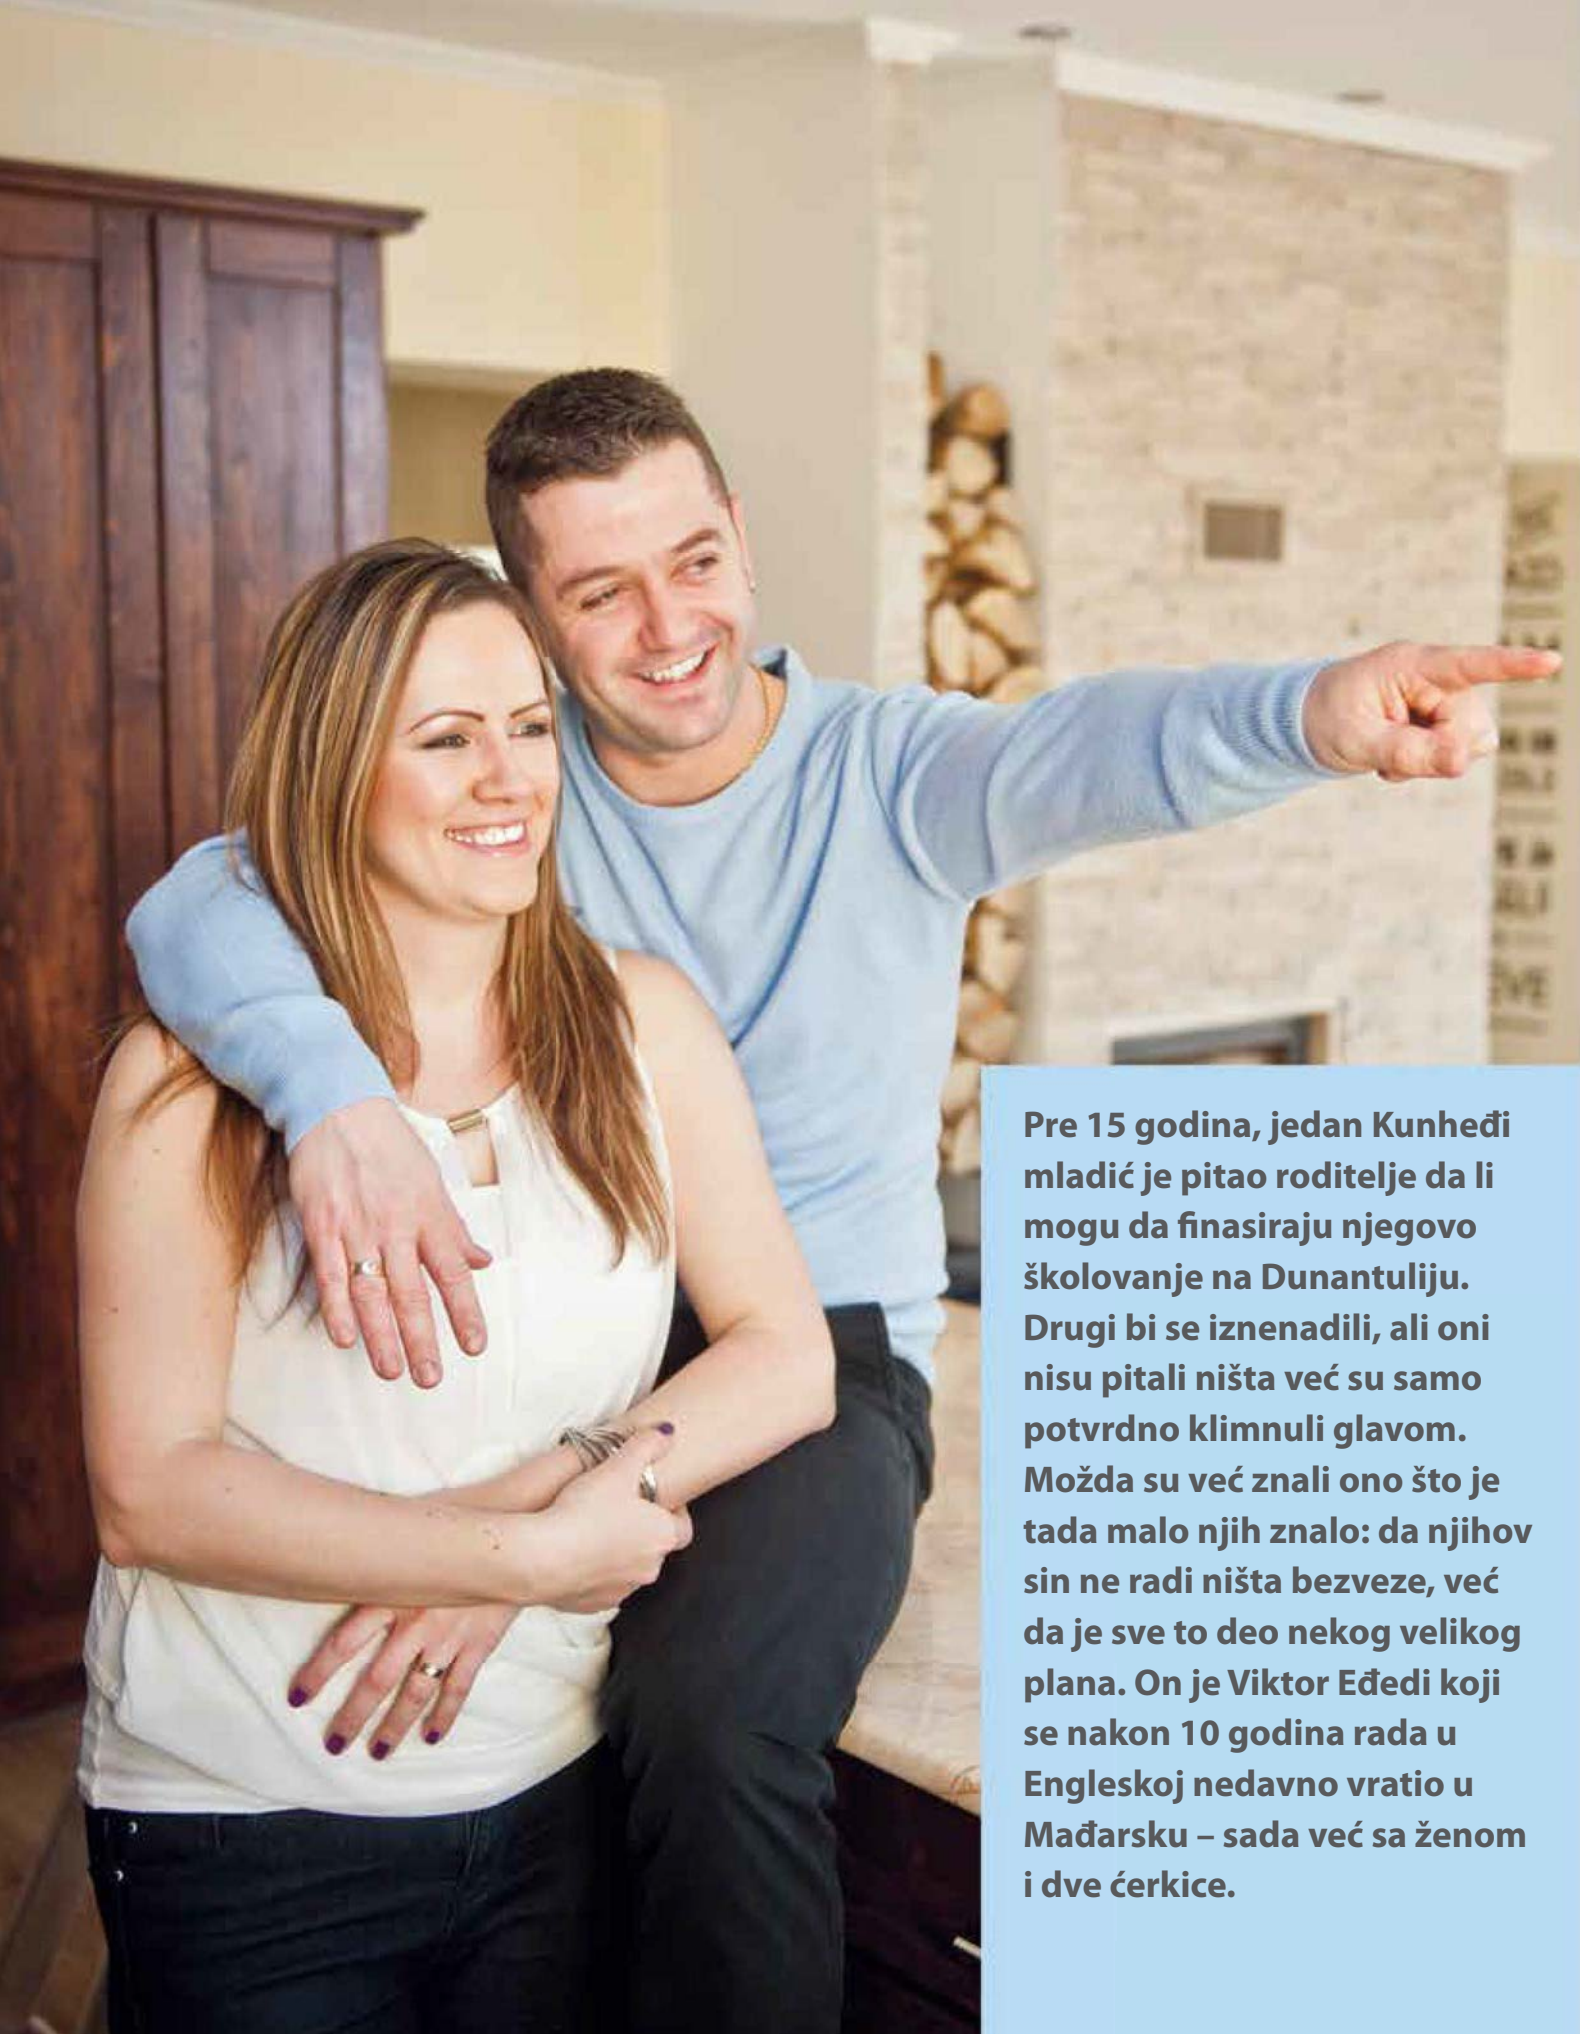 Pre 15 godina, jedan Kunheđi
mladić je pitao roditelje da li
mogu da finasiraju njegovo
školovanje na Dunantuliju.
Drugi bi se iznenadili, ali oni
nisu pitali ništa već su samo
potvrdno klimnuli glavom.
Možda su već znali ono što je
tada malo njih znalo: da njihov
sin ne radi ništa bezveze, već
da je sve to deo nekog velikog
plana. On je Viktor Eđedi koji
se nakon 10 godina rada u
Engleskoj nedavno vratio u
Mađarsku – sada već sa ženom
i dve ćerkice.